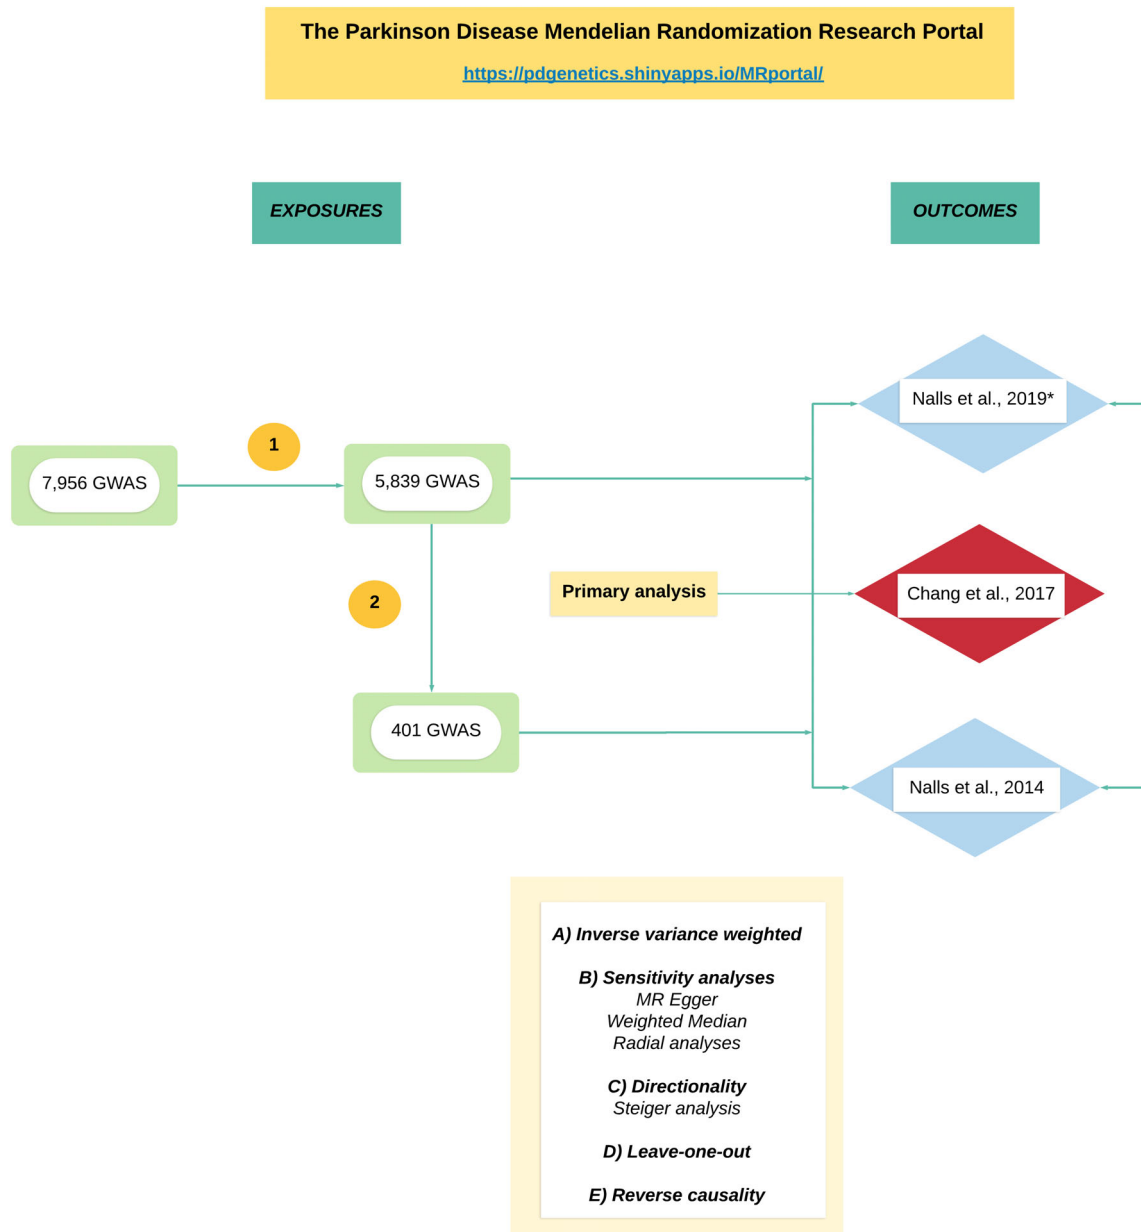 The Parkinson Disease Mendelian Randomization Research Portal
https://pdgenetics.shinyapps.io/MRportal/
EXPOSURES
OUTCOMES
Nalls et al., 2019*
1
7,956 GWAS
5,839 GWAS
2
Primary analysis
Chang et al., 2017
401 GWAS
Nalls et al., 2014
A) Inverse variance weighted
B) Sensitivity analyses
MR Egger
Weighted Median
Radial analyses
C) Directionality
Steiger analysis
D) Leave-one-out
E) Reverse causality